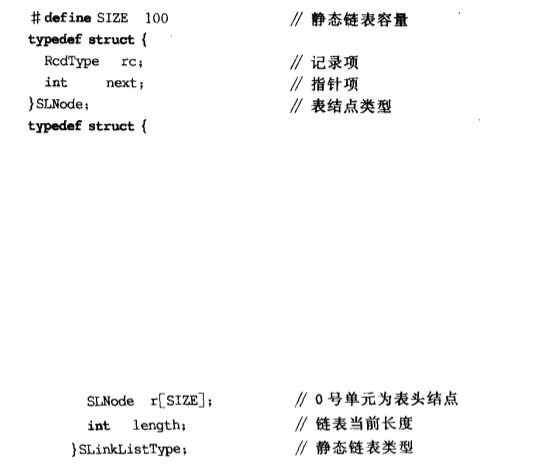 #define SIZE 100 // 静态链表容量
typedef struct {
RcdType rc; // 记录项
int next; // 指针项
}SLNode; // 表结点类型
typedef struct {
SLNode r[SIZE]; // 0号单元为表头结点
int length; // 链表当前长度
}SLinkListType; // 静态链表类型